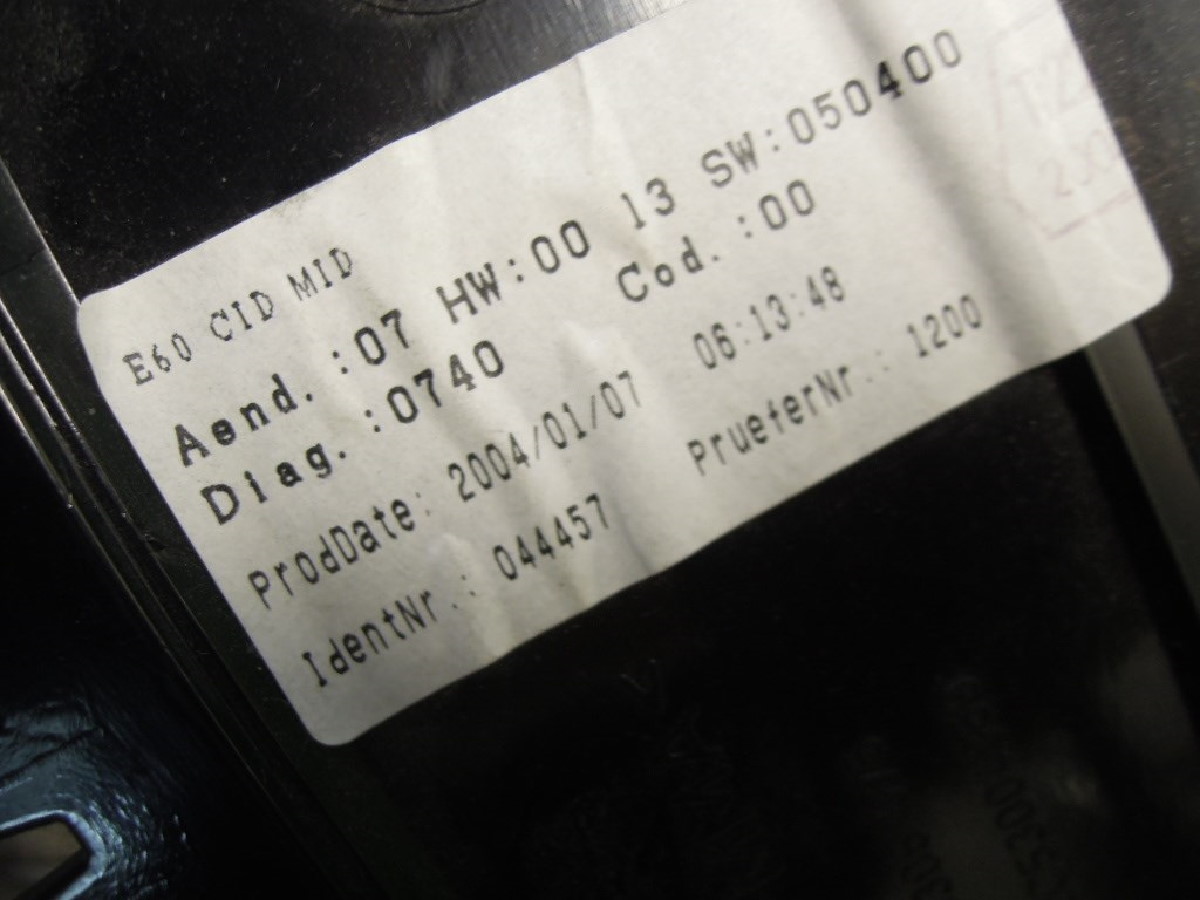 E60 CID MID
Aend. :07 HW:00 13 SW:050400
Diag. :0740 Cod. :00
ProdDate: 2004/01/07 06:13:48
IdentNr.: 044457 PrueferNr.: 1200